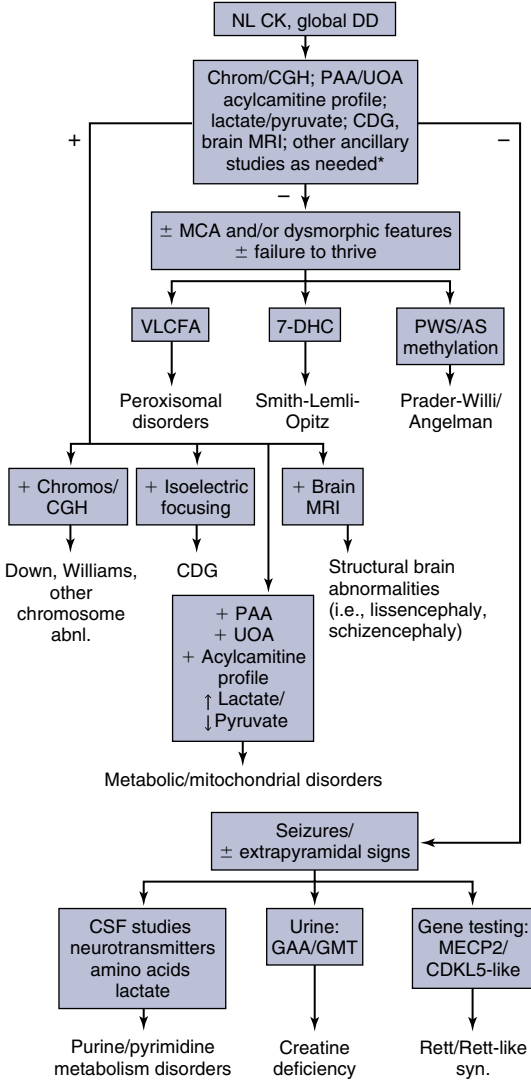 NL CK, global DD
Chrom/CGH; PAA/UOA
acylcamitine profile;
lactate/pyruvate; CDG,
brain MRI; other ancillary
studies as needed*
+
−
−
± MCA and/or dysmorphic features
± failure to thrive
VLCFA
7-DHC
PWS/AS
methylation
Peroxisomal
disorders
Smith-Lemli-
Opitz
Prader-Willi/
Angelman
+ Chromos/
CGH
+ Isoelectric
focusing
+ Brain
MRI
Down, Williams,
other
chromosome
abnl.
CDG
Structural brain
abnormalities
(i.e., lissencephaly,
schizencephaly)
+ PAA
+ UOA
+ Acylcamitine
profile
↑ Lactate/
↓ Pyruvate
Metabolic/mitochondrial disorders
Seizures/
± extrapyramidal signs
CSF studies
neurotransmitters
amino acids
lactate
Urine:
GAA/GMT
Gene testing:
MECP2/
CDKL5-like
Purine/pyrimidine
metabolism disorders
Creatine
deficiency
Rett/Rett-like
syn.